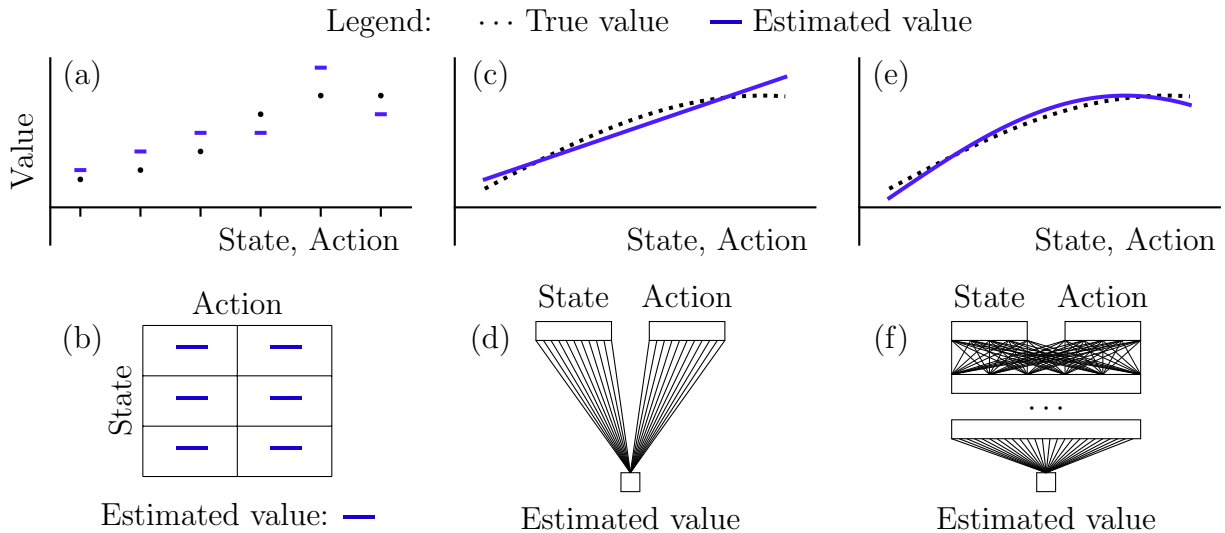 Legend: ··· True value Estimated value
(a)
(c)
(e)
Value
State, Action
State, Action
State, Action
Action
(b)
State
Estimated value:
State Action
(d)
Estimated value
State Action
(f)
···
Estimated value